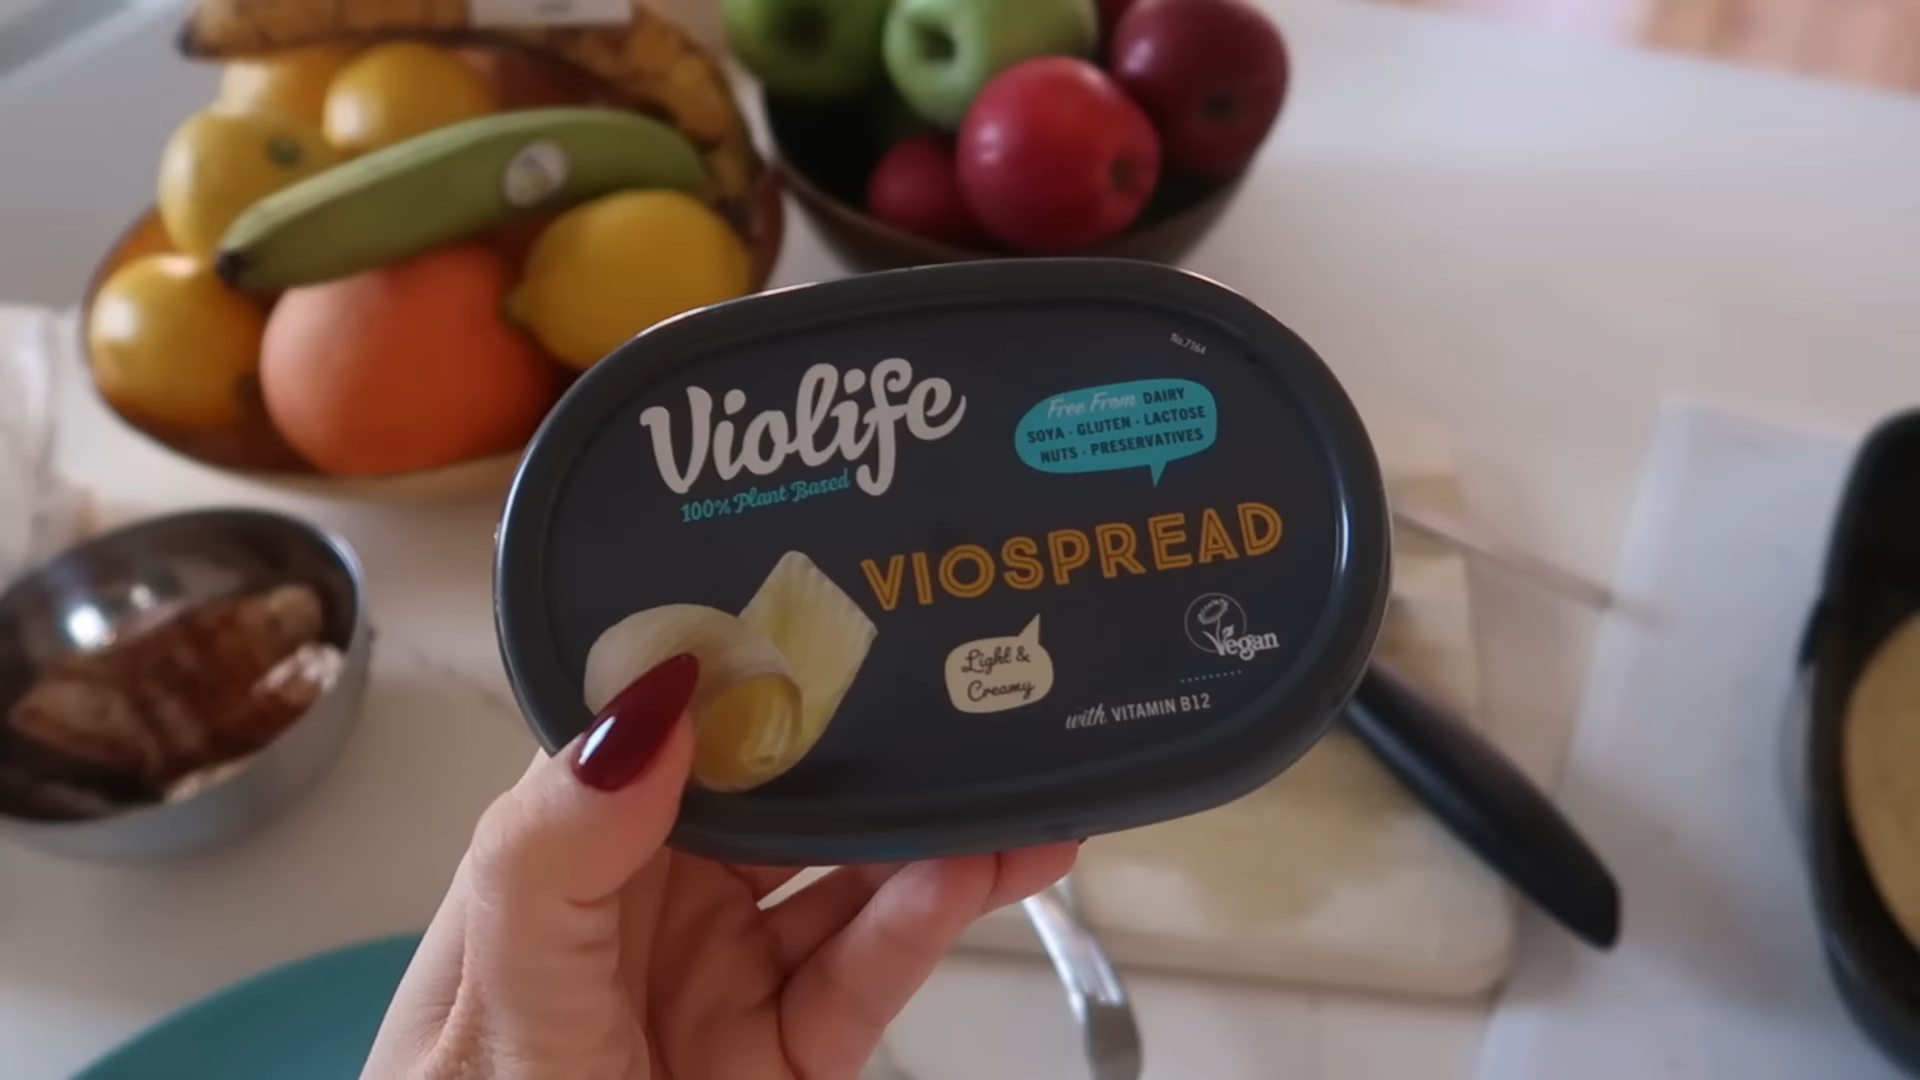 No.7164
Violife
100% Plant Based
Free From DAIRY
SOYA · GLUTEN · LACTOSE
NUTS · PRESERVATIVES
VIOSPREAD
Light &
Creamy
Vegan
with VITAMIN B12